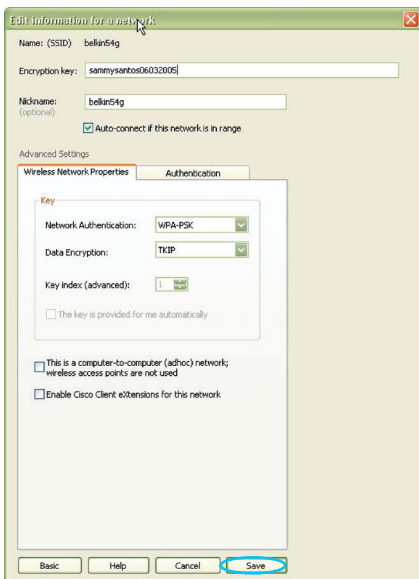 Edit information for a network
Name: (SSID) belkin54g
Encryption key: sammysantos06032005
Nickname: belkin54g
(optional)
Auto-connect if this network is in range
Advanced Settings
Wireless Network Properties Authentication
Key
Network Authentication: WPA-PSK
Data Encryption: TKIP
Key index (advanced): 1
The key is provided for me automatically
This is a computer-to-computer (adhoc) network;
wireless access points are not used
Enable Cisco Client eXtensions for this network
Basic Help Cancel Save